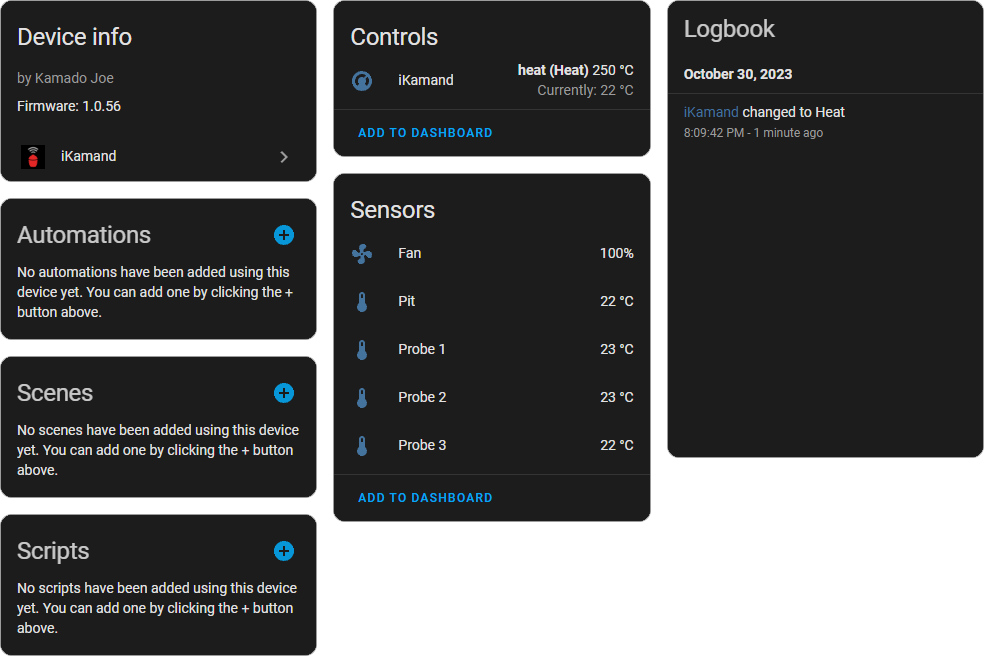 Device info
by Kamado Joe
Firmware: 1.0.56
iKamand
Automations
No automations have been added using this
device yet. You can add one by clicking the +
button above.
Scenes
No scenes have been added using this device
yet. You can add one by clicking the + button
above.
Scripts
No scripts have been added using this device
yet. You can add one by clicking the + button
above.
Controls
iKamand
heat (Heat) 250 °C
Currently: 22 °C
ADD TO DASHBOARD
Sensors
Fan 100%
Pit 22 °C
Probe 1 23 °C
Probe 2 23 °C
Probe 3 22 °C
ADD TO DASHBOARD
Logbook
October 30, 2023
iKamand changed to Heat
8:09:42 PM - 1 minute ago